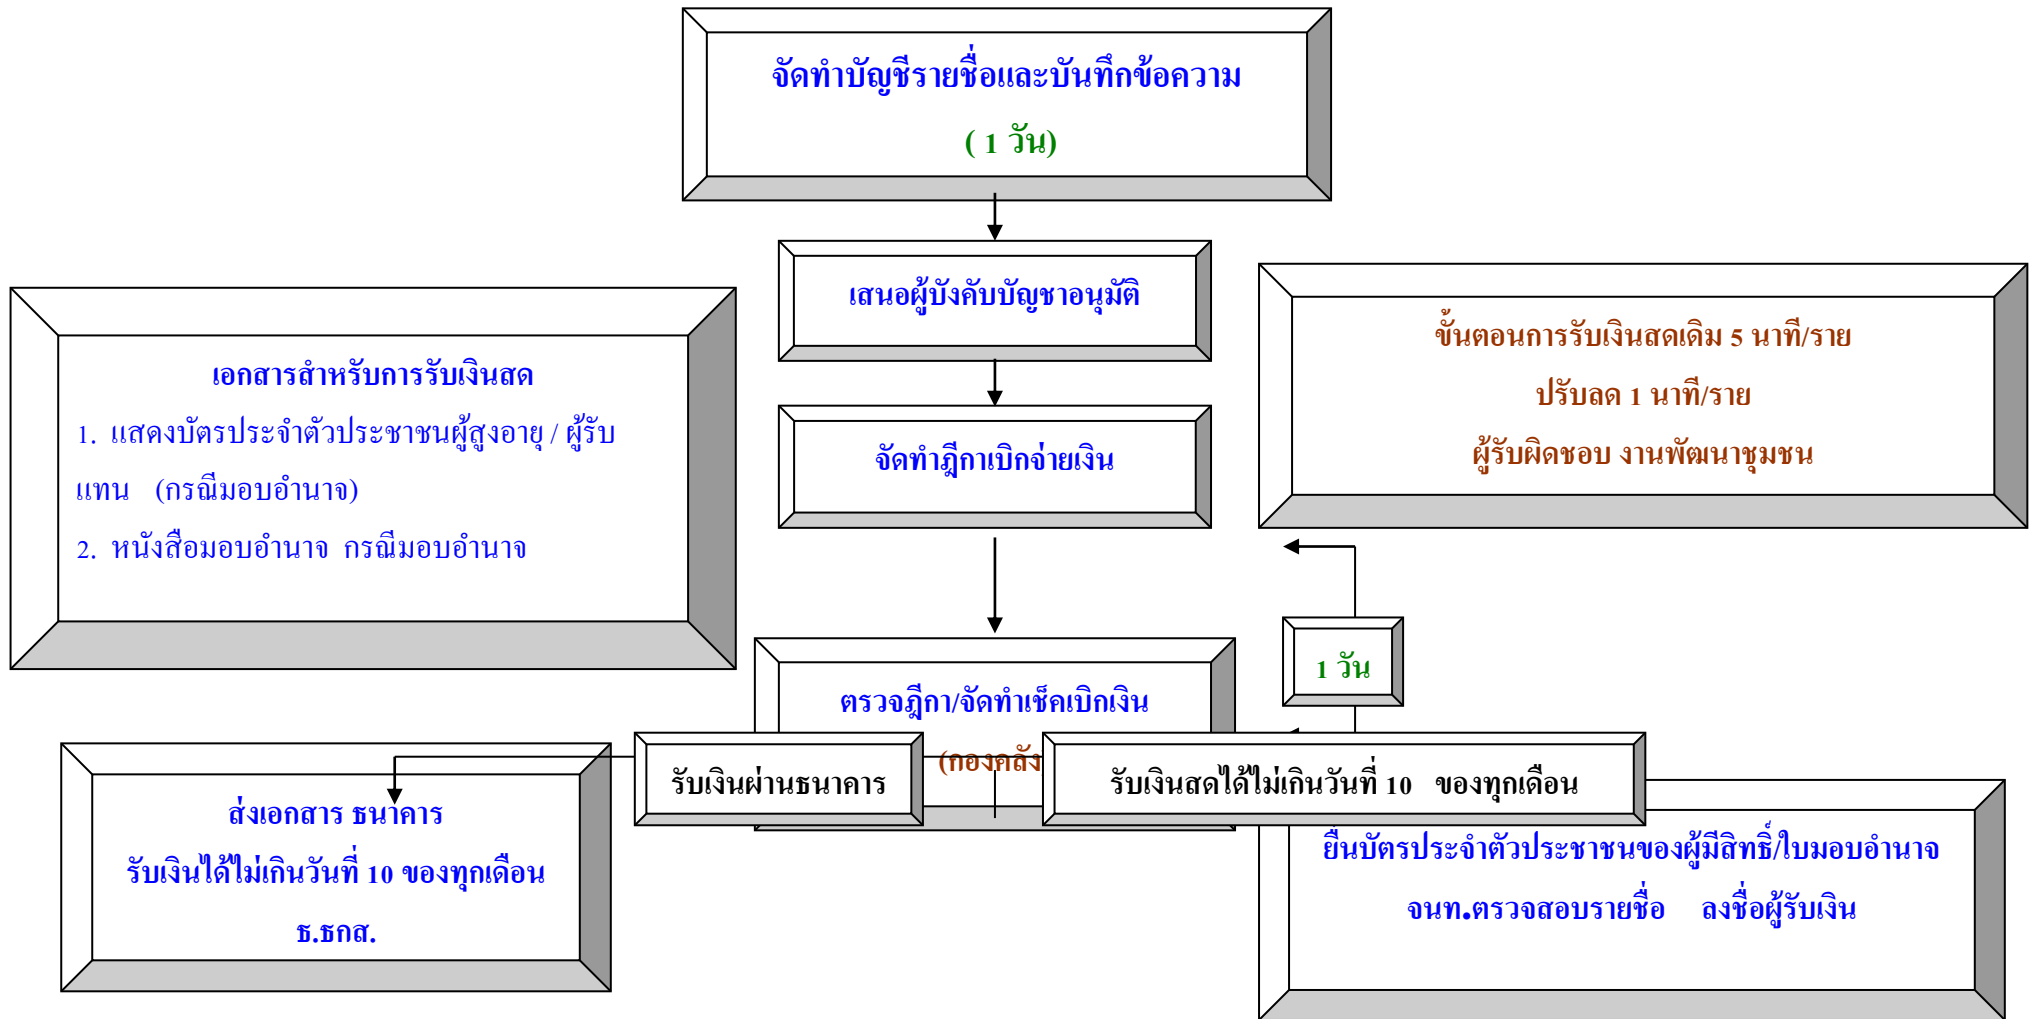 จัดทำบัญชีรายชื่อและบันทึกข้อความ
( 1 วัน)
เสนอผู้บังคับบัญชาอนุมัติ
จัดทำฎีกาเบิกจ่ายเงิน
เอกสารสำหรับการรับเงินสด
1. แสดงบัตรประจำตัวประชาชนผู้สูงอายุ / ผู้รับ
แทน (กรณีมอบอำนาจ)
2. หนังสือมอบอำนาจ กรณีมอบอำนาจ
ขั้นตอนการรับเงินสดเดิม 5 นาที/ราย
ปรับลด 1 นาที/ราย
ผู้รับผิดชอบ งานพัฒนาชุมชน
1 วัน
ตรวจฎีกา/จัดทำเช็คเบิกเงิน
(กองคลัง
รับเงินผ่านธนาคาร
รับเงินสดได้ไม่เกินวันที่ 10 ของทุกเดือน
ส่งเอกสาร ธนาคาร
รับเงินได้ไม่เกินวันที่ 10 ของทุกเดือน
ธ.ธกส.
ยื่นบัตรประจำตัวประชาชนของผู้มีสิทธิ์/ใบมอบอำนาจ
จนท.ตรวจสอบรายชื่อ ลงชื่อผู้รับเงิน